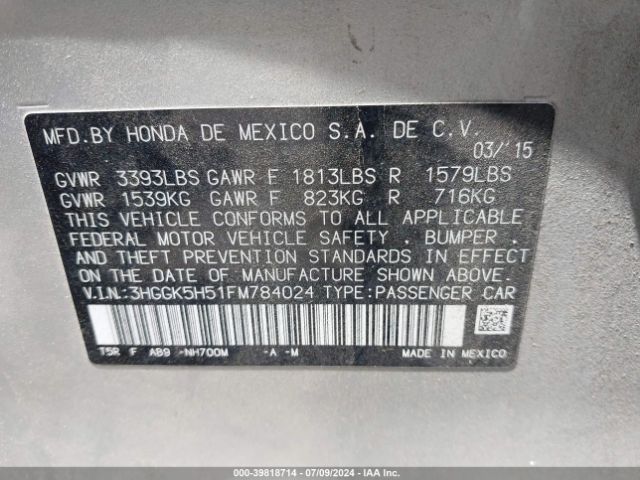 MFD.BY HONDA DE MEXICO S.A. DE C.V.
03/'15
GVWR 3393LBS GAWR F 1813LBS R 1579LBS
GVWR 1539KG GAWR F 823KG R 716KG
THIS VEHICLE CONFORMS TO ALL APPLICABLE
FEDERAL MOTOR VEHICLE SAFETY , BUMPER ,
AND THEFT PREVENTION STANDARDS IN EFFECT
ON THE DATE OF MANUFACTURE SHOWN ABOVE.
V.I.N.:3HGGK5H51FM784024 TYPE:PASSENGER CAR
T5R F AB9 -NH700M -A -M MADE IN MEXICO
000-39818714 / 07/09/2024 - IAA Inc.